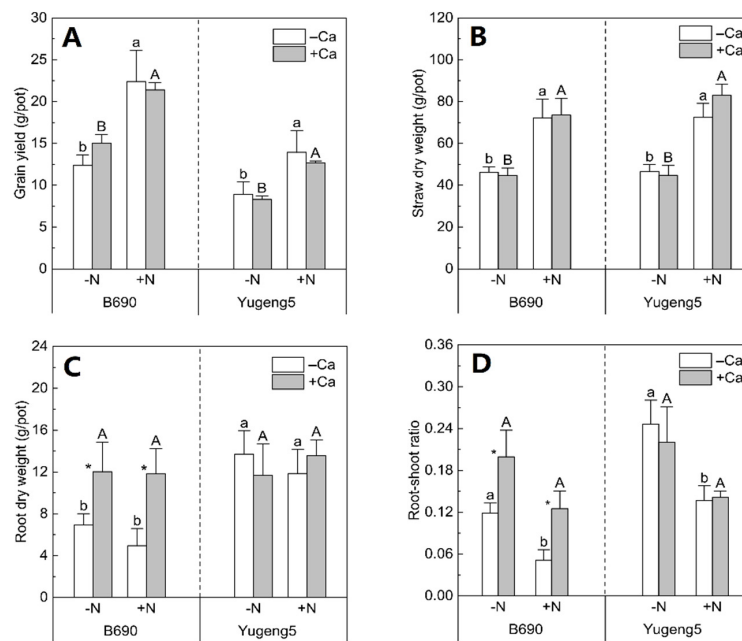 A
–Ca
+Ca
Grain yield (g/pot)
30
25
20
15
10
5
0
b
B
a
A
b
B
a
A
-N
+N
-N
+N
B690
Yugeng5
B
–Ca
+Ca
Straw dry weight (g/pot)
120
100
80
60
40
20
0
b
B
a
A
b
B
a
A
-N
+N
-N
+N
B690
Yugeng5
C
–Ca
+Ca
Root dry weight (g/pot)
24
20
16
12
8
4
0
b
*
A
b
*
A
a
A
a
A
-N
+N
-N
+N
B690
Yugeng5
D
–Ca
+Ca
Root-shoot ratio
0.36
0.30
0.24
0.18
0.12
0.06
0.00
a
*
A
b
*
A
a
A
b
A
-N
+N
-N
+N
B690
Yugeng5